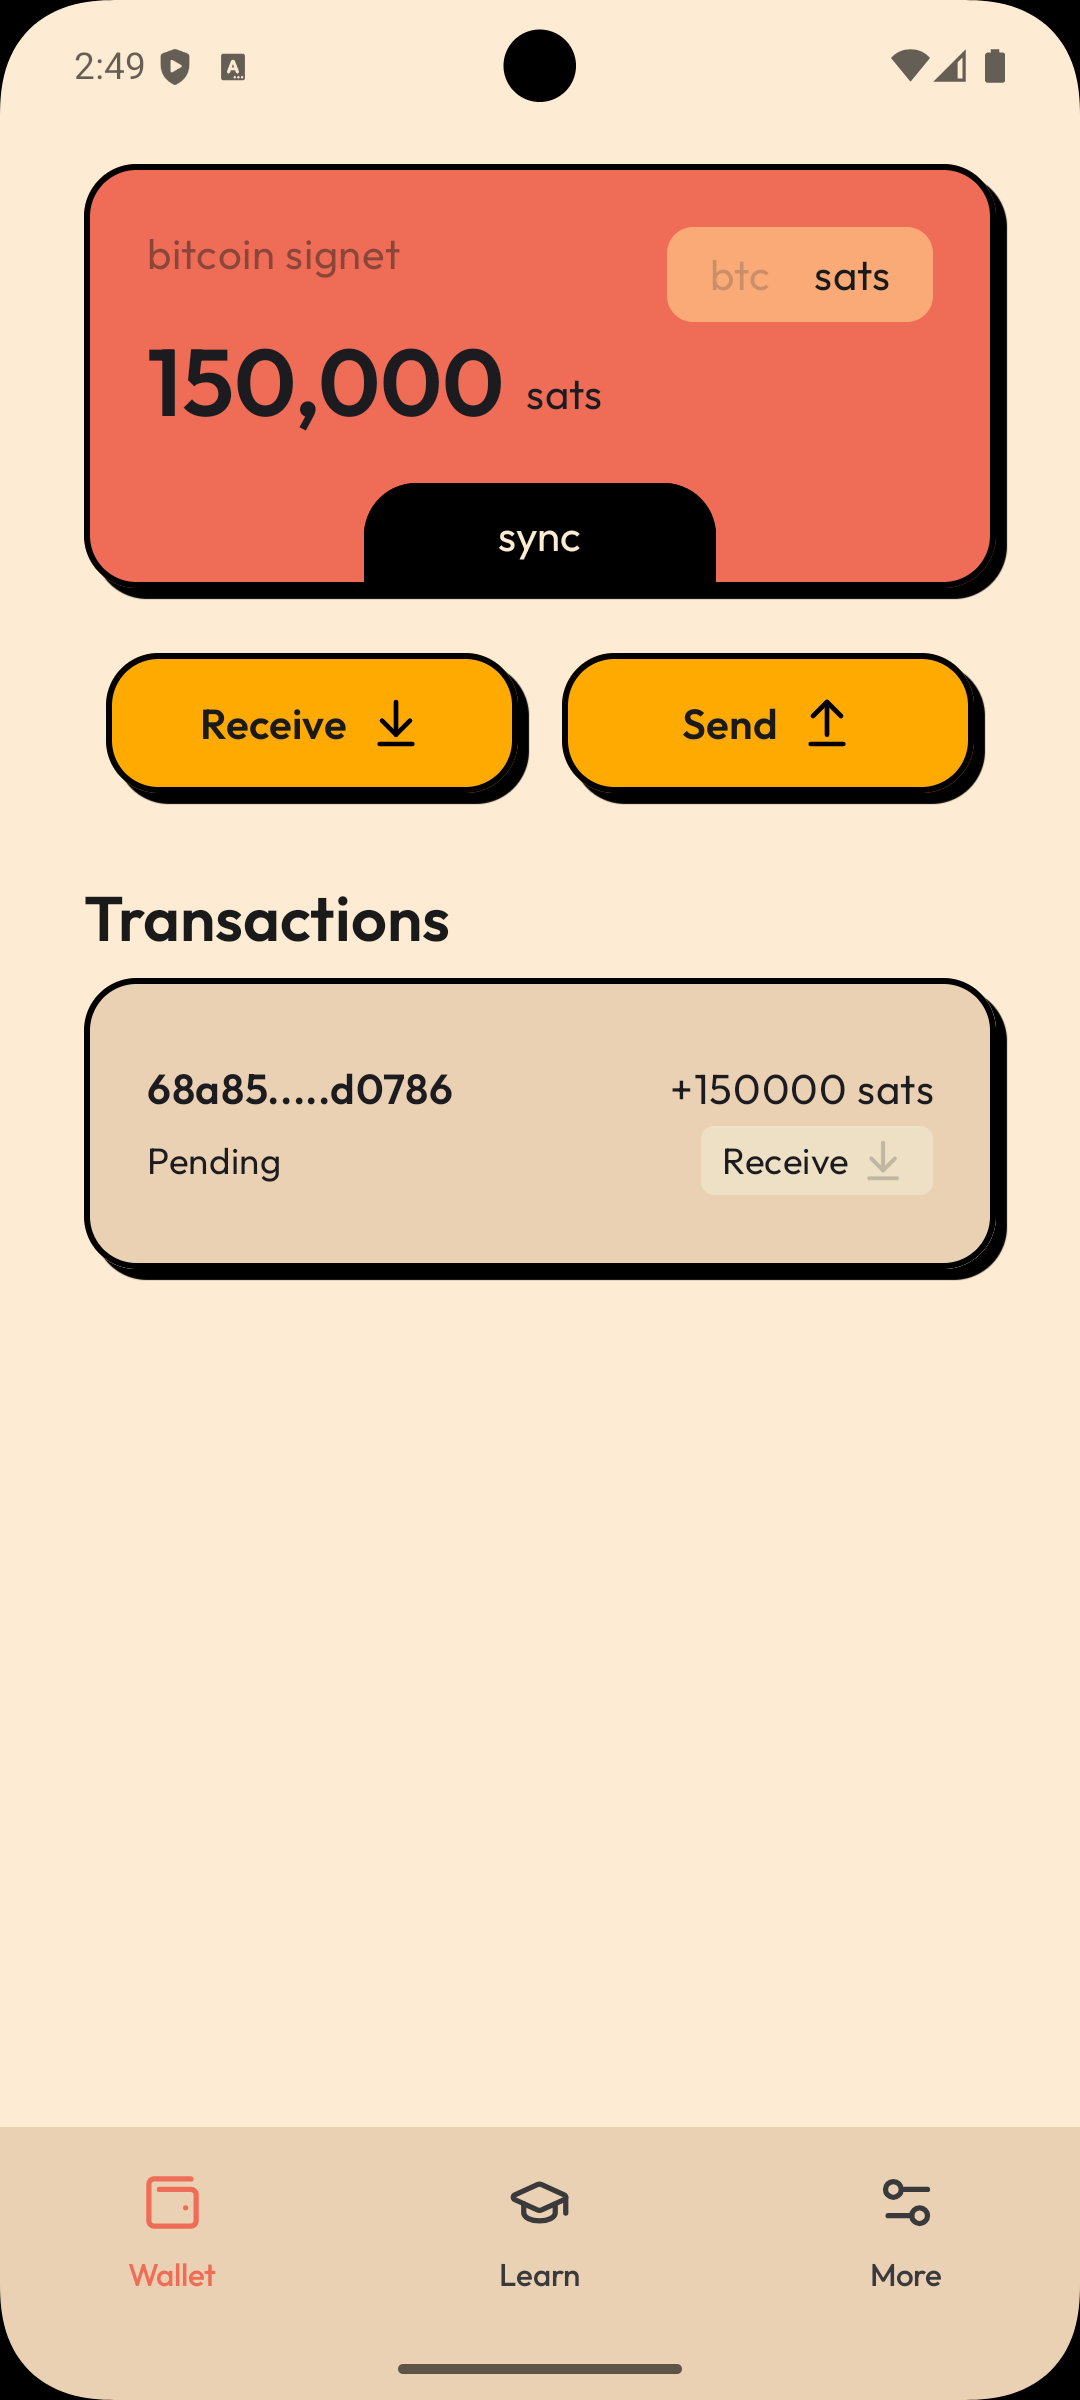 2:49
bitcoin signet
btc sats
150,000 sats
sync
Receive
Send
Transactions
68a85.....d0786
+150000 sats
Pending
Receive
Wallet
Learn
More